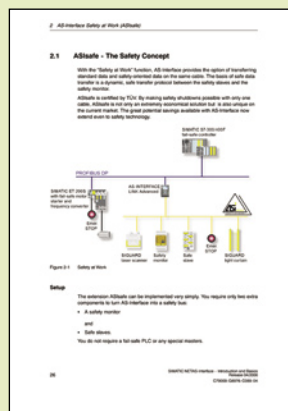 2 AS-Interface Safety at Work (ASIsafe)
2.1 ASIsafe - The Safety Concept
With the "Safety at Work" function, AS-Interface provides the option of transferring
standard data and safety-oriented data on the same cable. The basis of safe data
transfer is a dynamic, safe transfer protocol between the safety slaves and the
safety monitor.
ASIsafe is certified by TÜV. By making safety shutdowns possible with only one
cable, ASIsafe is not only an extremely economical solution but is also unique on
the current market. The great potential savings available with AS-Interface now
extend even to safety technology.
SIMATIC S7-300/400F
fail-safe controller
PROFIBUS DP
SIMATIC ET 200S
with fail-safe motor
starter and
frequency converter
AS-INTERFACE
Link Advanced
EMER
STOP
SIGUARD
laser scanner
Safety
monitor
Safe
slave
EMER
STOP
SIGUARD
light curtain
Figure 2-1 Safety at Work
Setup
The extension ASIsafe can be implemented very simply. You require only two extra
components to turn AS-Interface into a safety bus:
• A safety monitor
and
• Safe slaves.
You do not require a fail-safe PLC or any special masters.
SIMATIC NET AS-Interface - Introduction and Basics